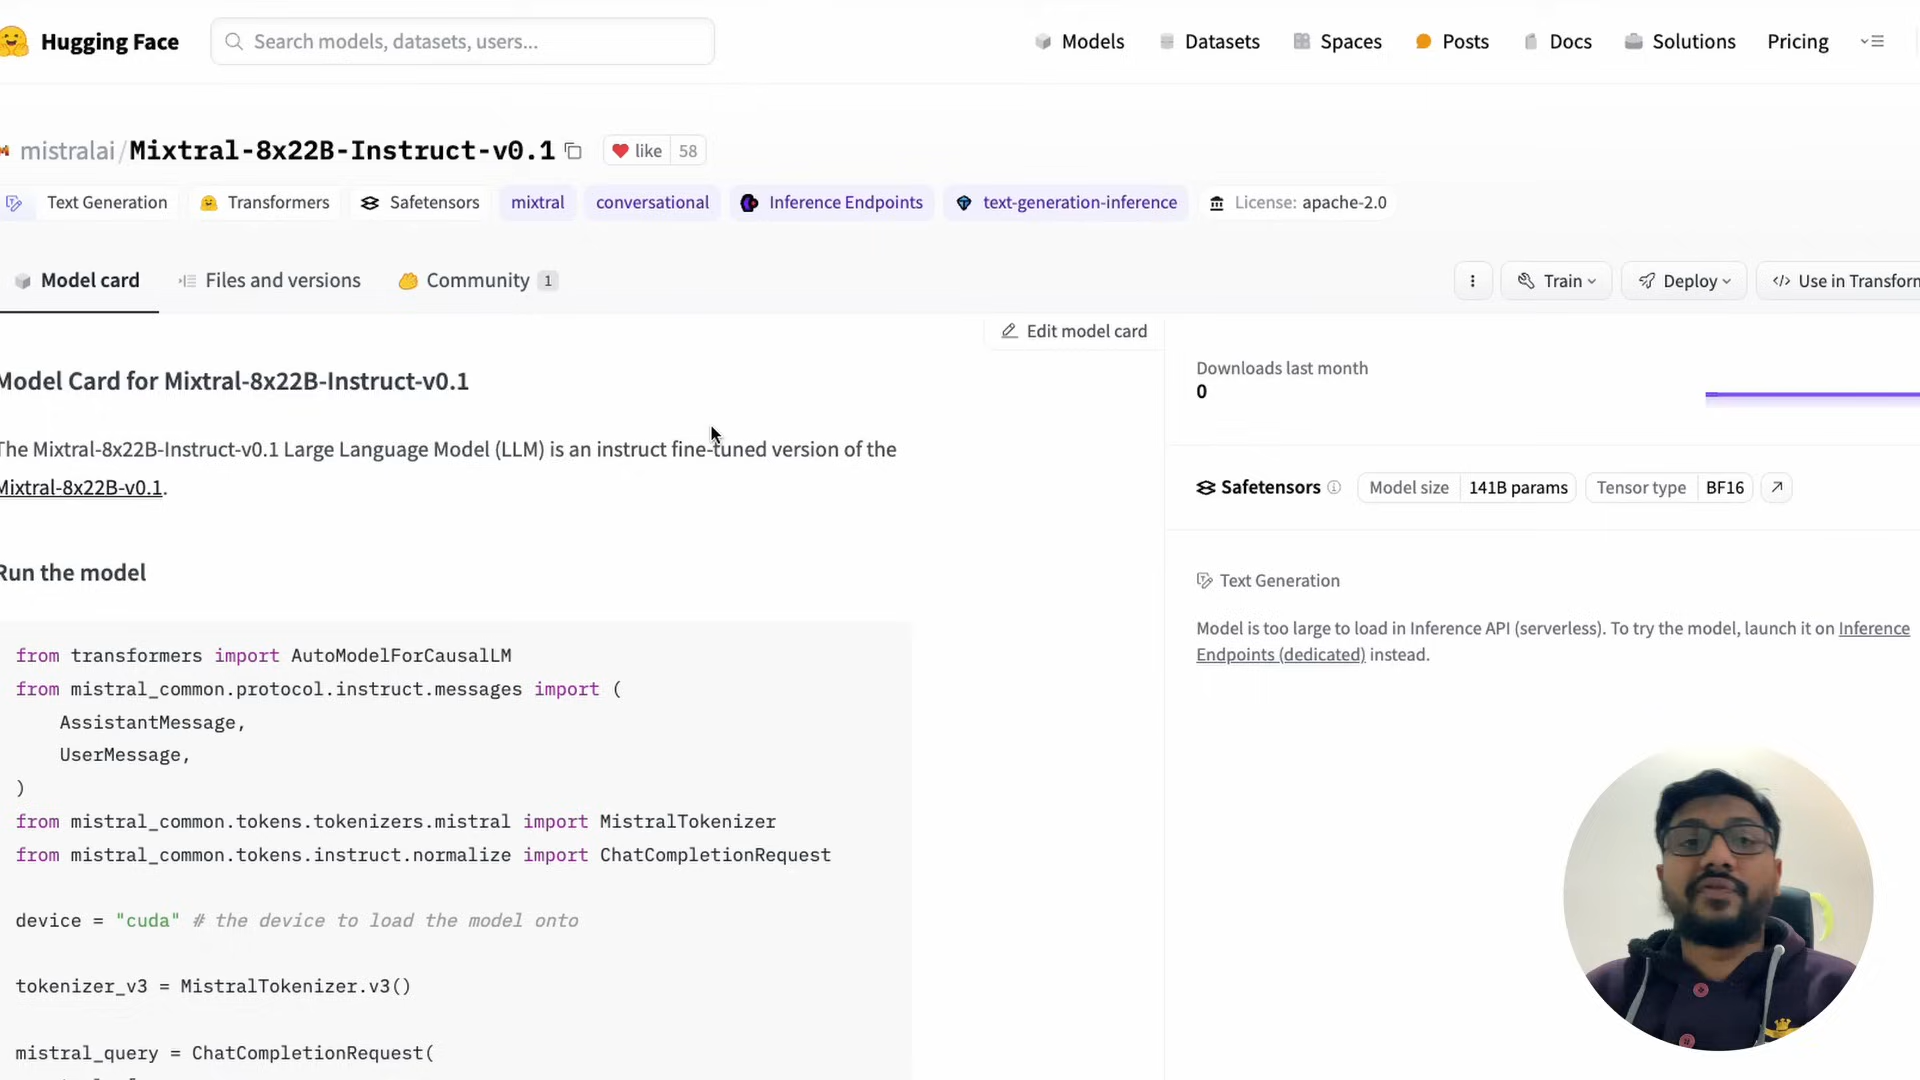 Hugging Face
Search models, datasets, users...
Models
Datasets
Spaces
Posts
Docs
Solutions
Pricing
mistralai/Mixtral-8x22B-Instruct-v0.1
like 58
Text Generation
Transformers
Safetensors
mixtral
conversational
Inference Endpoints
text-generation-inference
License: apache-2.0
Model card
Files and versions
Community 1
Train
Deploy
</> Use in Transform
Edit model card
Model Card for Mixtral-8x22B-Instruct-v0.1
The Mixtral-8x22B-Instruct-v0.1 Large Language Model (LLM) is an instruct fine-tuned version of the
Mixtral-8x22B-v0.1.
Run the model
from transformers import AutoModelForCausalLM
from mistral_common.protocol.instruct.messages import (
    AssistantMessage,
    UserMessage,
)
from mistral_common.tokens.tokenizers.mistral import MistralTokenizer
from mistral_common.tokens.instruct.normalize import ChatCompletionRequest
device = "cuda" # the device to load the model onto
tokenizer_v3 = MistralTokenizer.v3()
mistral_query = ChatCompletionRequest(
Downloads last month
0
Safetensors
Model size 141B params
Tensor type BF16
Text Generation
Model is too large to load in Inference API (serverless). To try the model, launch it on Inference
Endpoints (dedicated) instead.